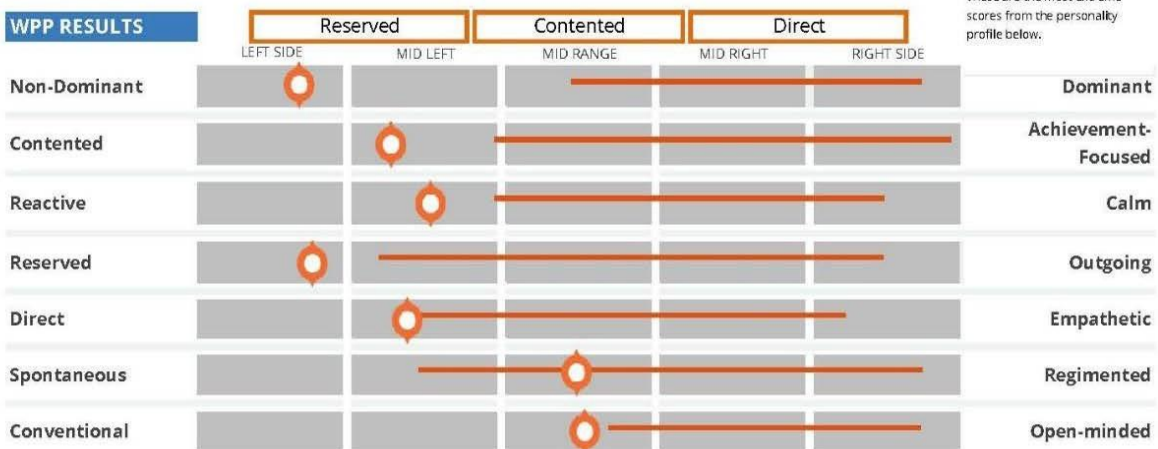 scores from the personality
profile below.
WPP RESULTS
Reserved
Contented
Direct
LEFT SIDE
MID LEFT
MID RANGE
MID RIGHT
RIGHT SIDE
Non-Dominant
Dominant
Contented
Achievement-
Focused
Reactive
Calm
Reserved
Outgoing
Direct
Empathetic
Spontaneous
Regimented
Conventional
Open-minded